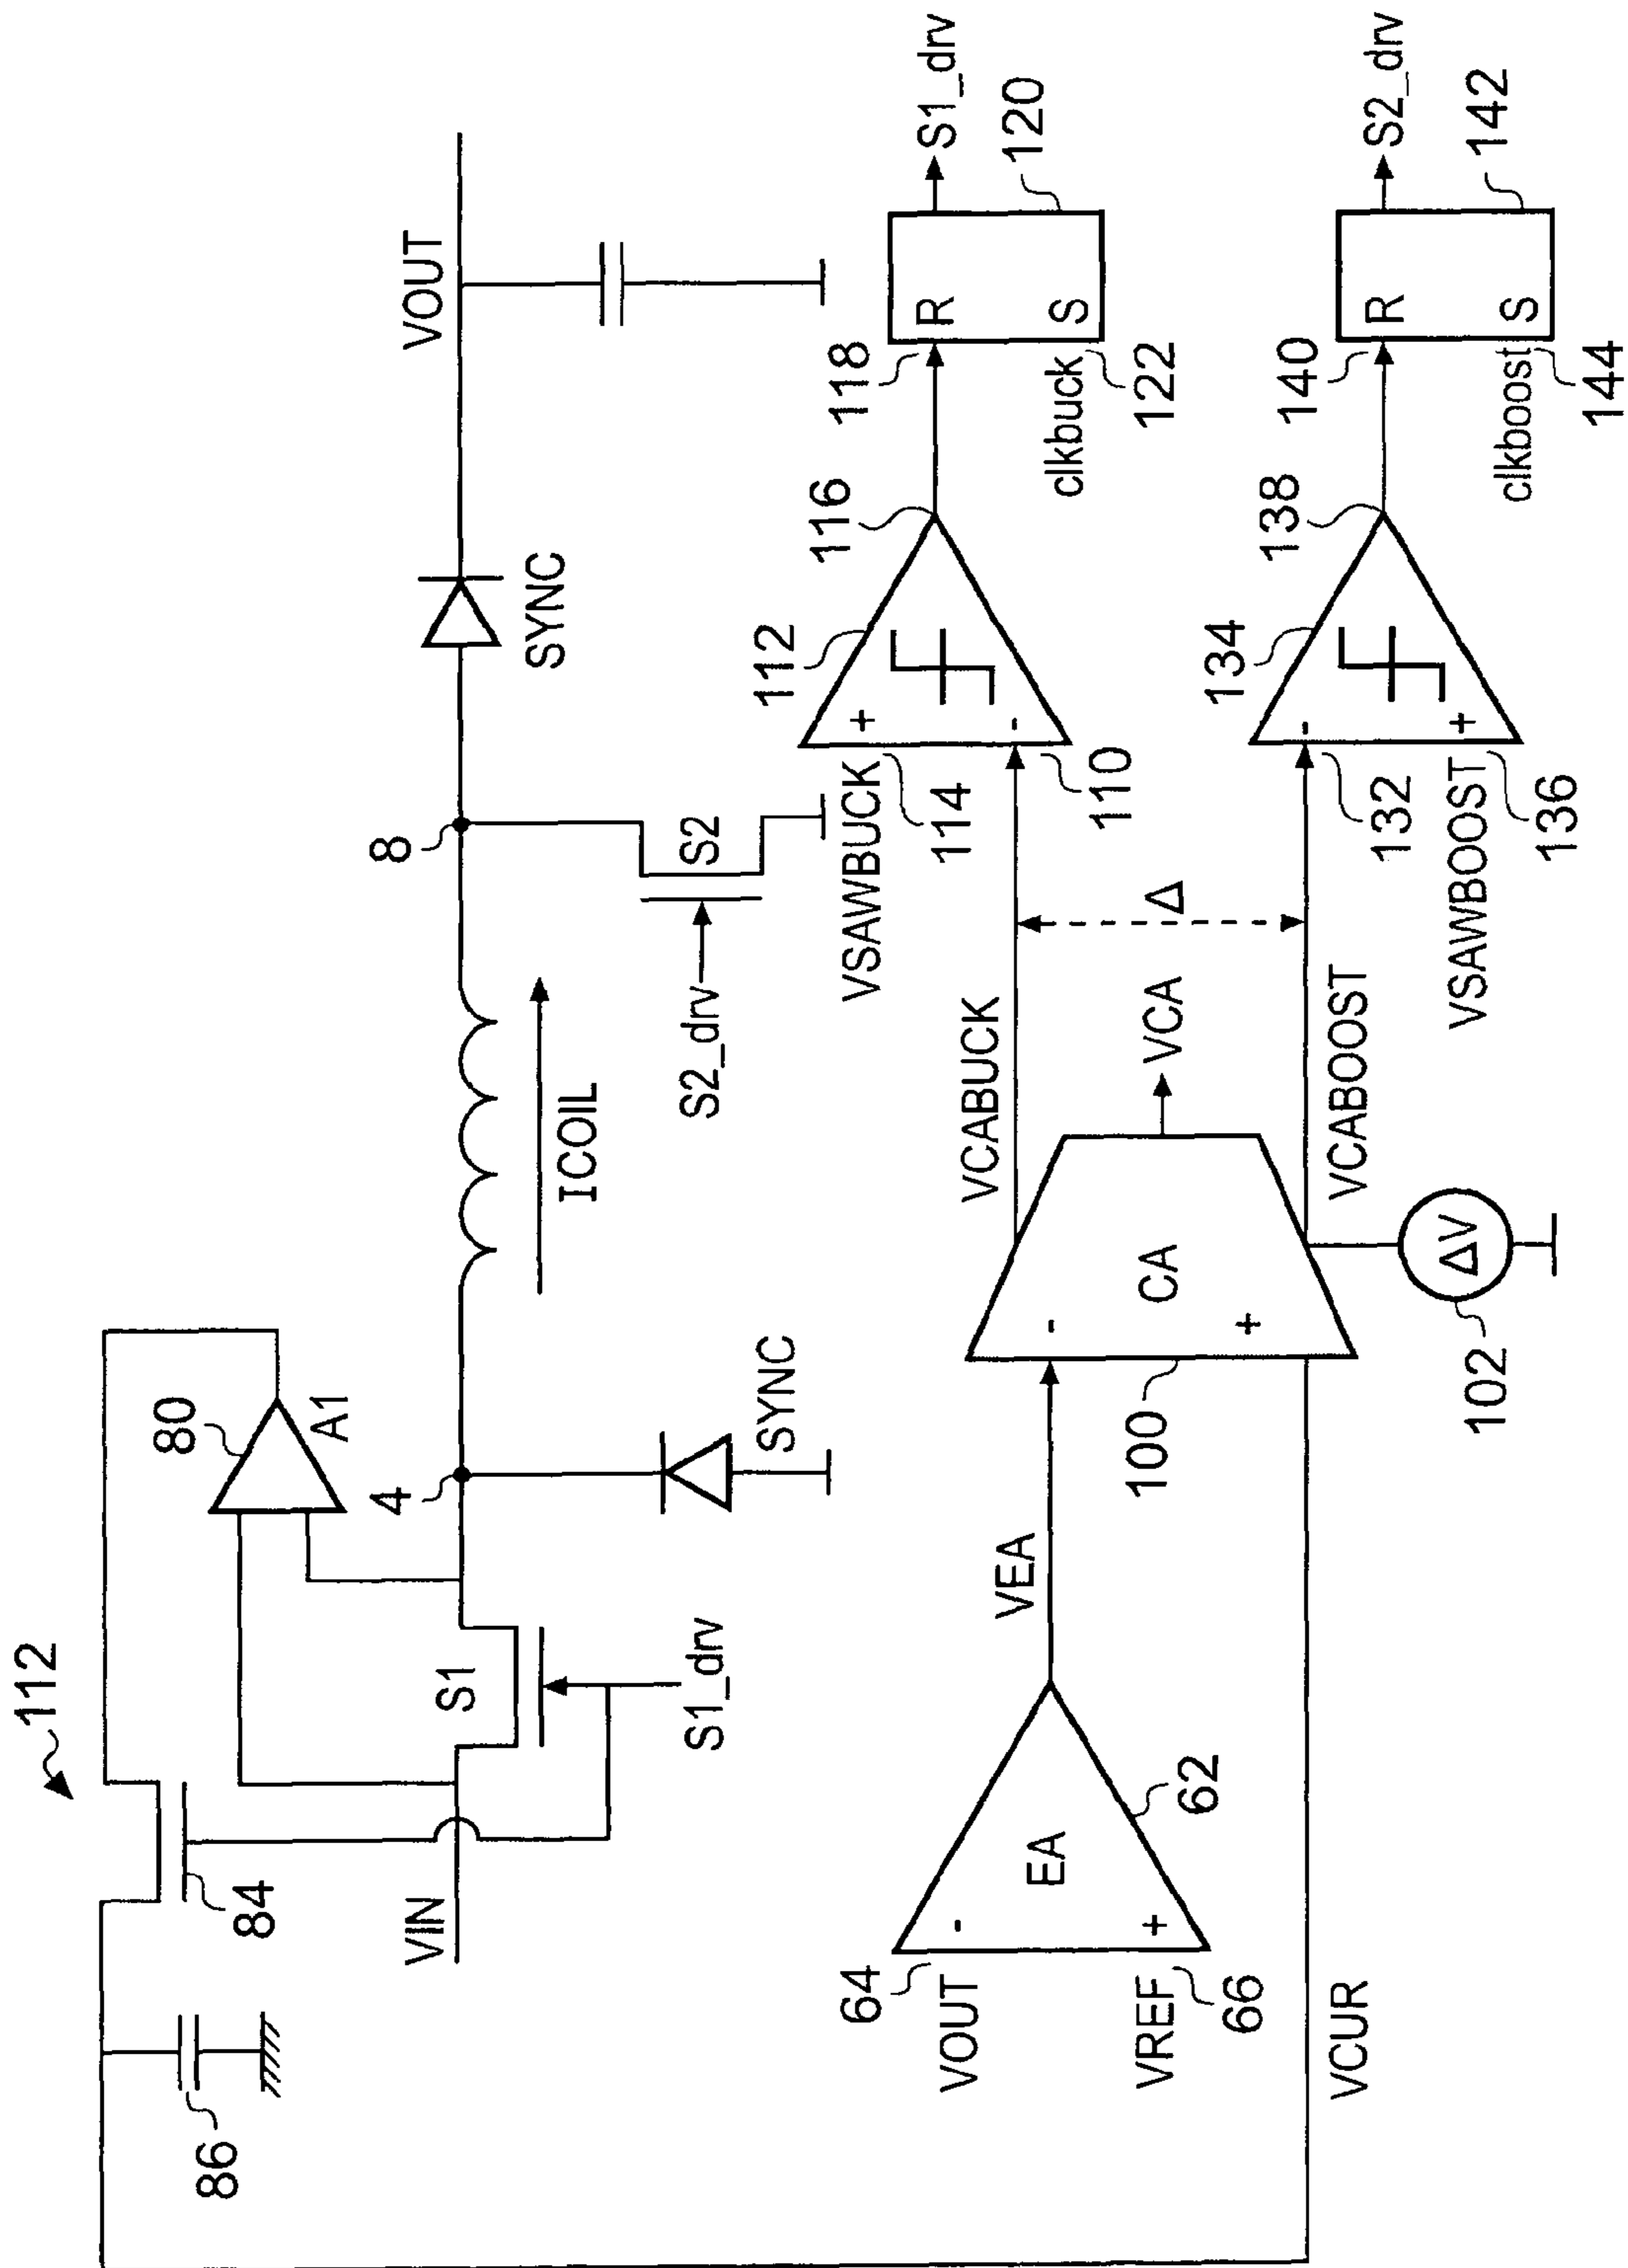 112
86
84
80
A1
VIN
S1
S1_drv
4
SYNC
ICOIL
8
S2
S2_drv
SYNC
VOUT
64
VOUT
VREF
66
EA
62
VEA
VCUR
100
-
+
-
+
CA
102
ΔV
VCABUCK
VCA
VCABOOST
Δ
VSAWBUCK
114
110
+
-
112
116
118
R
S
clkbuck
122
120
S1_drv
132
VSAWBOOST
136
-
+
134
138
140
R
S
clkboost
144
142
S2_drv